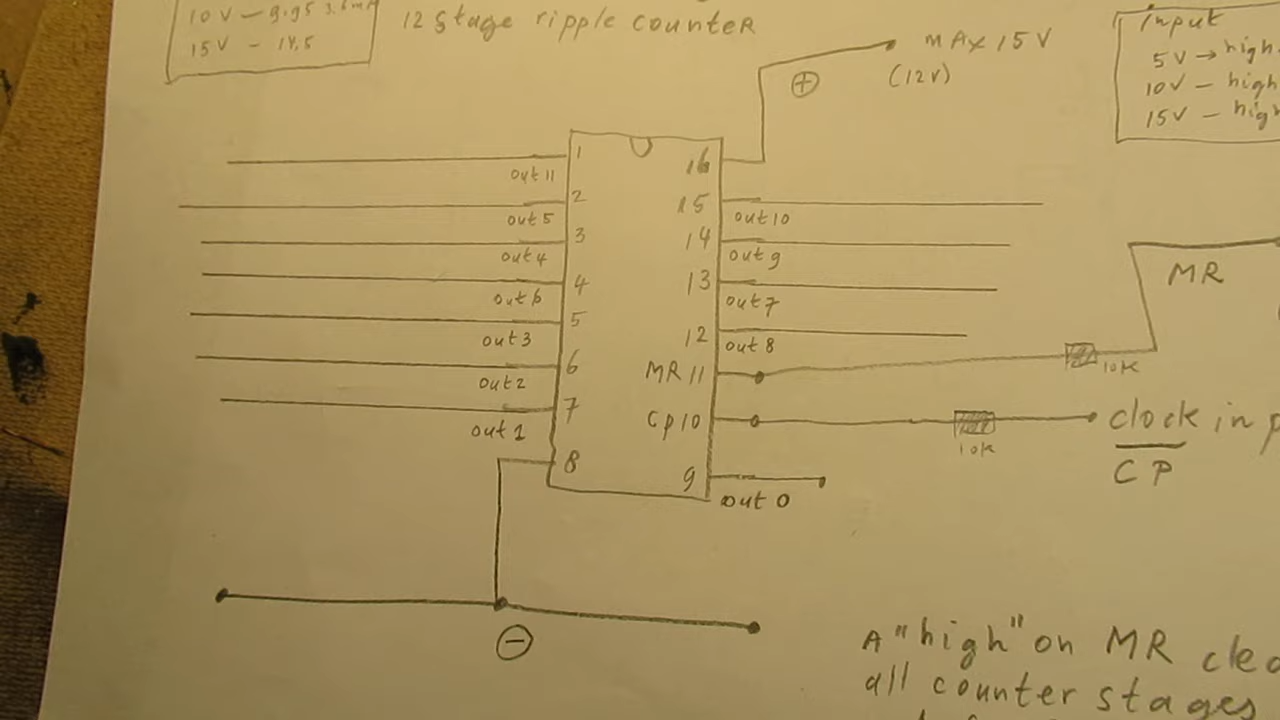 10V - 9.95 3.6mA
15V - 14.5
12 Stage ripple counter
MAX 15V
(12V)
+
input
5V → high
10V - high
15V - high
1
out 11
2
out 5
3
out 4
4
out 6
5
out 3
6
out 2
7
out 1
8
−
16
15
out 10
14
out 9
13
out 7
12
out 8
MR 11
10k
MR
Cp 10
10k
clock in p
CP
9
out 0
A "high" on MR clea
all counter stages